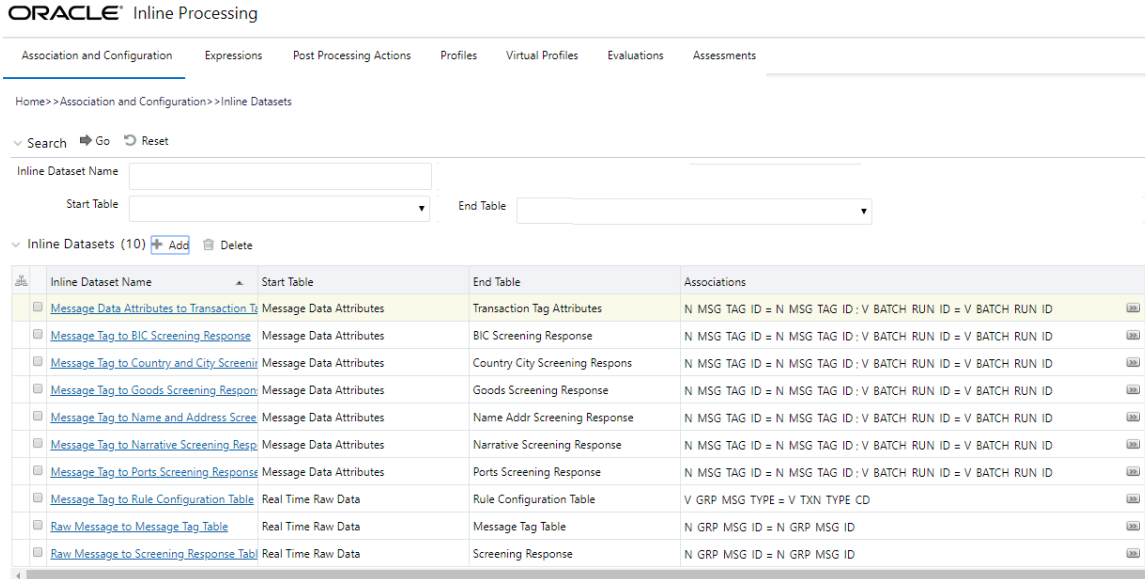 ORACLE® Inline Processing
Association and Configuration Expressions Post Processing Actions Profiles Virtual Profiles Evaluations Assessments
Home>>Association and Configuration>>Inline Datasets
Search Go Reset
Inline Dataset Name
Start Table End Table
Inline Datasets (10) Add Delete
Inline Dataset Name Start Table End Table Associations
Message Data Attributes to Transaction Ta Message Data Attributes Transaction Tag Attributes N MSG TAG ID = N MSG TAG ID ; V BATCH RUN ID = V BATCH RUN ID
Message Tag to BIC Screening Response Message Data Attributes BIC Screening Response N MSG TAG ID = N MSG TAG ID ; V BATCH RUN ID = V BATCH RUN ID
Message Tag to Country and City Screenin Message Data Attributes Country City Screening Respons N MSG TAG ID = N MSG TAG ID ; V BATCH RUN ID = V BATCH RUN ID
Message Tag to Goods Screening Respons Message Data Attributes Goods Screening Response N MSG TAG ID = N MSG TAG ID ; V BATCH RUN ID = V BATCH RUN ID
Message Tag to Name and Address Scree Message Data Attributes Name Addr Screening Response N MSG TAG ID = N MSG TAG ID ; V BATCH RUN ID = V BATCH RUN ID
Message Tag to Narrative Screening Resp Message Data Attributes Narrative Screening Response N MSG TAG ID = N MSG TAG ID ; V BATCH RUN ID = V BATCH RUN ID
Message Tag to Ports Screening Response Message Data Attributes Ports Screening Response N MSG TAG ID = N MSG TAG ID ; V BATCH RUN ID = V BATCH RUN ID
Message Tag to Rule Configuration Table Real Time Raw Data Rule Configuration Table V GRP MSG TYPE = V TXN TYPE CD
Raw Message to Message Tag Table Real Time Raw Data Message Tag Table N GRP MSG ID = N GRP MSG ID
Raw Message to Screening Response Tabl Real Time Raw Data Screening Response N GRP MSG ID = N GRP MSG ID